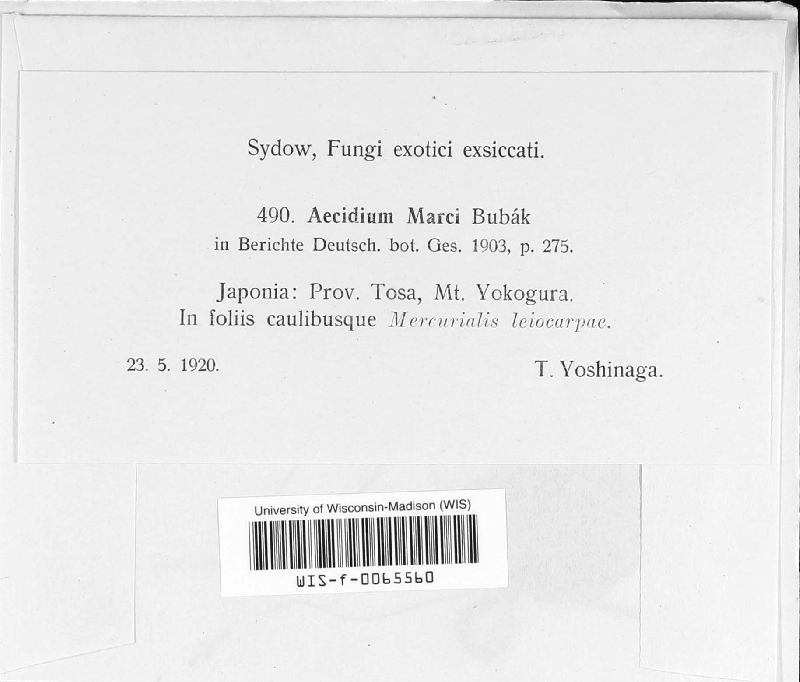 Sydow, Fungi exotici exsiccati.
490. Aecidium Marci Bubák
in Berichte Deutsch. bot. Ges. 1903, p. 275.
Japonia: Prov. Tosa, Mt. Yokogura.
In foliis caulibusque Mercurialis leiocarpae.
23. 5. 1920. T. Yoshinaga.
University of Wisconsin-Madison (WIS)
WIS-f-0065560